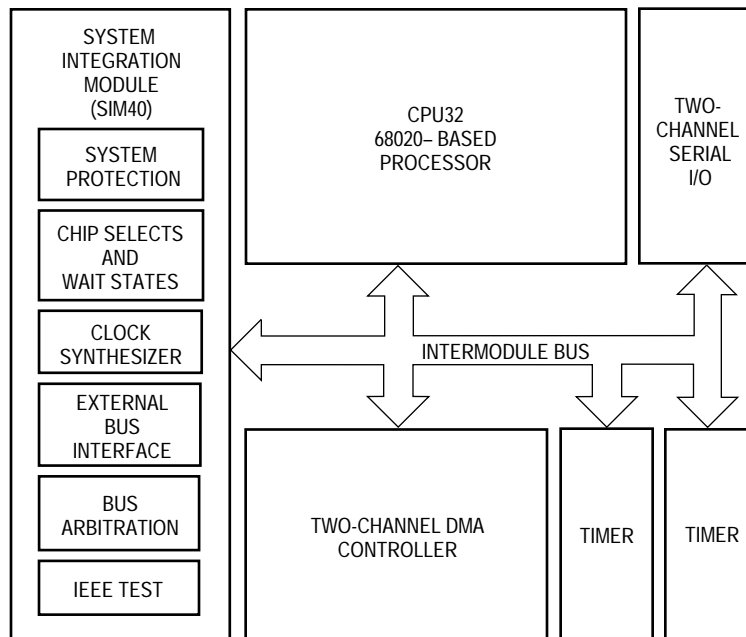 SYSTEM
INTEGRATION
MODULE
(SIM40)
SYSTEM
PROTECTION
CHIP SELECTS
AND
WAIT STATES
CLOCK
SYNTHESIZER
EXTERNAL
BUS
INTERFACE
BUS
ARBITRATION
IEEE TEST
CPU32
68020– BASED
PROCESSOR
TWO-
CHANNEL
SERIAL
I/O
INTERMODULE BUS
TWO-CHANNEL DMA
CONTROLLER
TIMER
TIMER